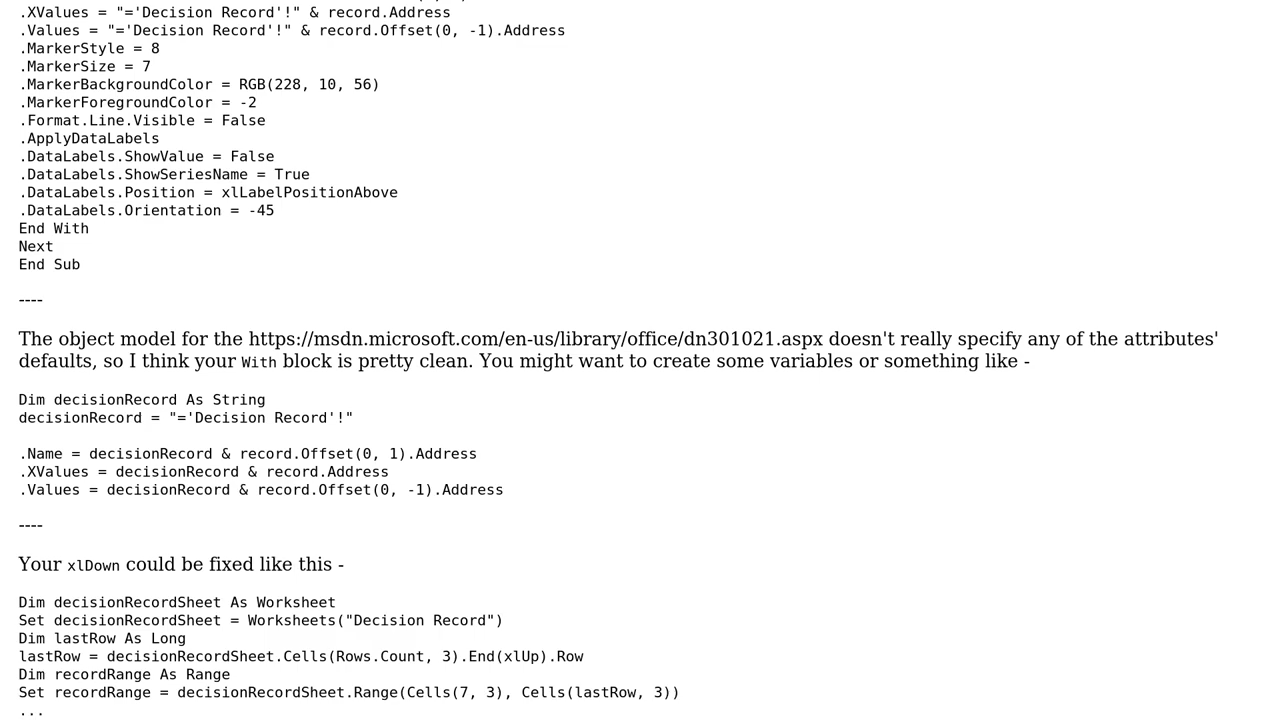 .XValues = "='Decision Record'!" & record.Address
.Values = "='Decision Record'!" & record.Offset(0, -1).Address
.MarkerStyle = 8
.MarkerSize = 7
.MarkerBackgroundColor = RGB(228, 10, 56)
.MarkerForegroundColor = -2
.Format.Line.Visible = False
.ApplyDataLabels
.DataLabels.ShowValue = False
.DataLabels.ShowSeriesName = True
.DataLabels.Position = xlLabelPositionAbove
.DataLabels.Orientation = -45
End With
Next
End Sub
----
The object model for the https://msdn.microsoft.com/en-us/library/office/dn301021.aspx doesn't really specify any of the attributes'
defaults, so I think your With block is pretty clean. You might want to create some variables or something like -
Dim decisionRecord As String
decisionRecord = "='Decision Record'!"
.Name = decisionRecord & record.Offset(0, 1).Address
.XValues = decisionRecord & record.Address
.Values = decisionRecord & record.Offset(0, -1).Address
----
Your xlDown could be fixed like this -
Dim decisionRecordSheet As Worksheet
Set decisionRecordSheet = Worksheets("Decision Record")
Dim lastRow As Long
lastRow = decisionRecordSheet.Cells(Rows.Count, 3).End(xlUp).Row
Dim recordRange As Range
Set recordRange = decisionRecordSheet.Range(Cells(7, 3), Cells(lastRow, 3))
...